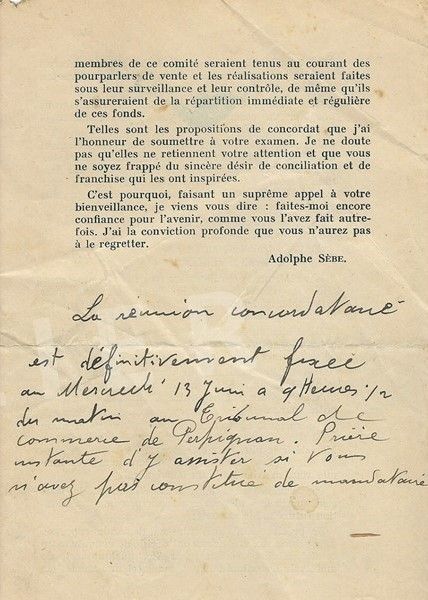 membres de ce comité seraient tenus au courant des
pourparlers de vente et les réalisations seraient faites
sous leur surveillance et leur contrôle, de même qu'ils
s'assureraient de la répartition immédiate et régulière
de ces fonds.
Telles sont les propositions de concordat que j'ai
l'honneur de soumettre à votre examen. Je ne doute
pas qu'elles ne retiennent votre attention et que vous
ne soyez frappé du sincère désir de conciliation et de
franchise qui les ont inspirées.
C'est pourquoi, faisant un suprême appel à votre
bienveillance, je viens vous dire : faites-moi encore
confiance pour l'avenir, comme vous l'avez fait autre-
fois. J'ai la conviction profonde que vous n'aurez pas
à le regretter.
Adolphe SÈBE.
La réunion concordataire
est définitivement fixée
au Mercredi 13 Juin a 9 Heures 1/2
du matin au Tribunal de
commerce de Perpignan. Prière
instante d'y assister si vous
n'avez pas constitué de mandataire